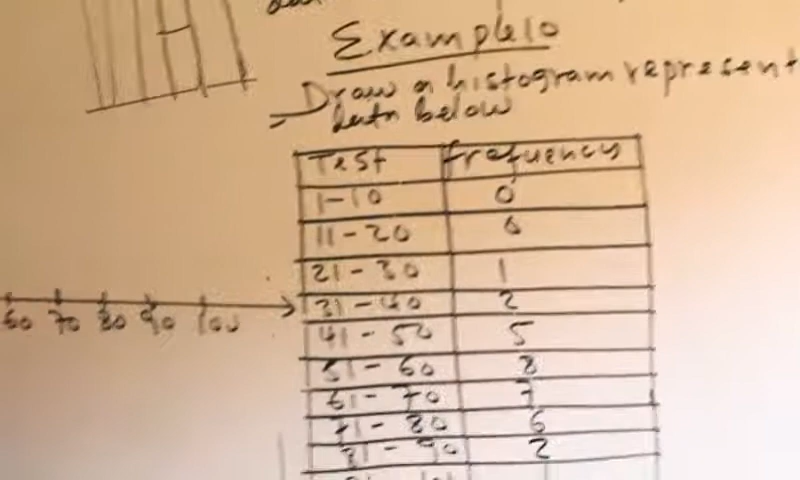 Example 10
Draw a histogram represent
data below
Test frequency
1-10 0
11-20 0
21-30 1
31-40 2
41-50 5
51-60 8
61-70 7
71-80 6
81-90 2
60 70 80 90 100